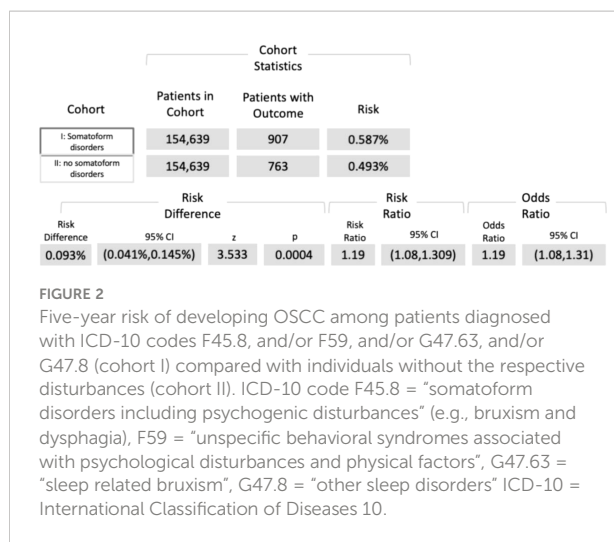 Cohort
Statistics
Cohort
Patients in
Cohort
Patients with
Outcome
Risk
I: Somatoform
disorders
154,639
907
0.587%
II: no somatoform
disorders
154,639
763
0.493%
Risk
Difference
Risk
Ratio
Odds
Ratio
Risk
Difference
95% CI
z
p
Risk
Ratio
95% CI
Odds
Ratio
95% CI
0.093%
(0.041%,0.145%)
3.533
0.0004
1.19
(1.08,1.309)
1.19
(1.08,1.31)
FIGURE 2
Five-year risk of developing OSCC among patients diagnosed
with ICD-10 codes F45.8, and/or F59, and/or G47.63, and/or
G47.8 (cohort I) compared with individuals without the respective
disturbances (cohort II). ICD-10 code F45.8 = “somatoform
disorders including psychogenic disturbances” (e.g., bruxism and
dysphagia), F59 = “unspecific behavioral syndromes associated
with psychological disturbances and physical factors”, G47.63 =
“sleep related bruxism”, G47.8 = “other sleep disorders” ICD-10 =
International Classification of Diseases 10.